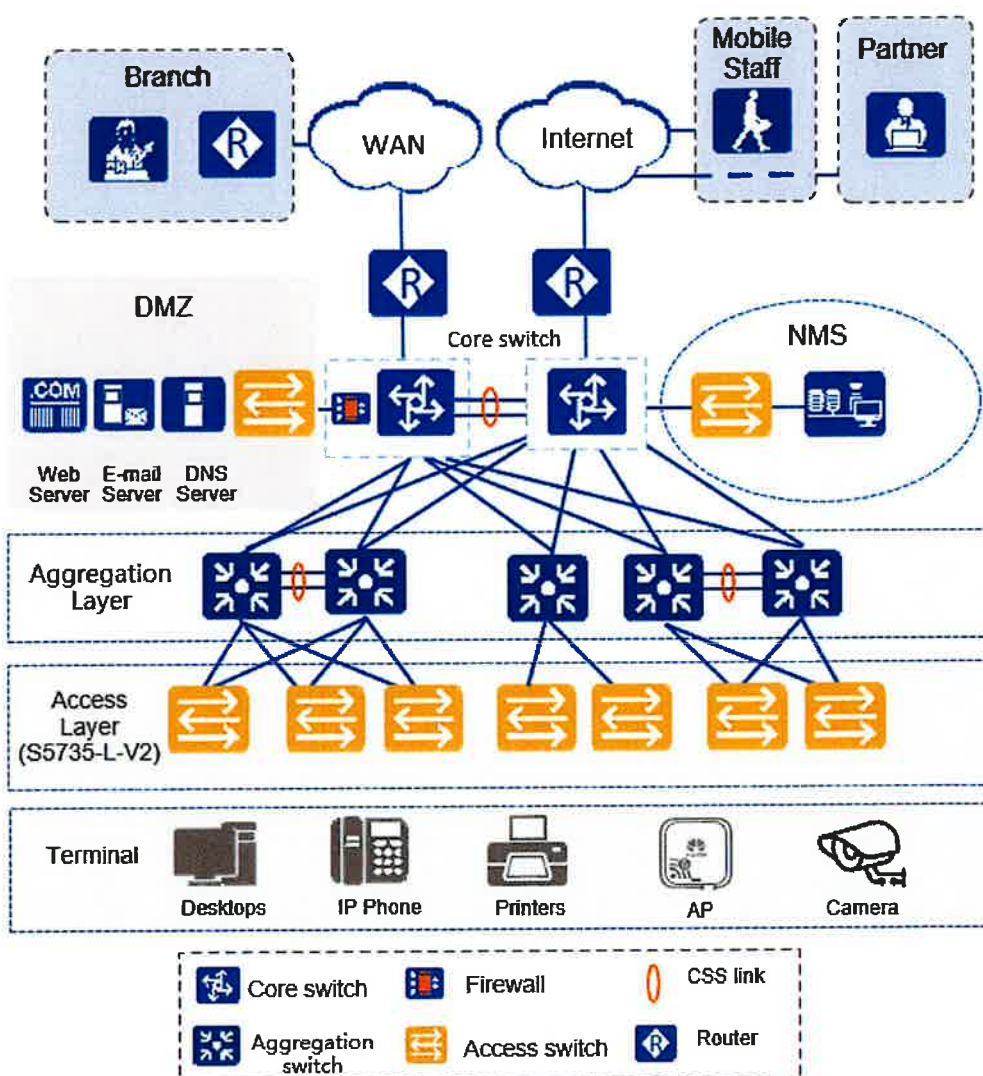 Branch
WAN
Internet
Mobile
Staff
Partner
R
R
R
DMZ
Core switch
NMS
.COM
Web
Server
E-mail
Server
DNS
Server
Aggregation
Layer
Access
Layer
(S5735-L-V2)
Terminal
Desktops
IP Phone
Printers
AP
Camera
Core switch
Firewall
CSS link
Aggregation
switch
Access switch
R
Router